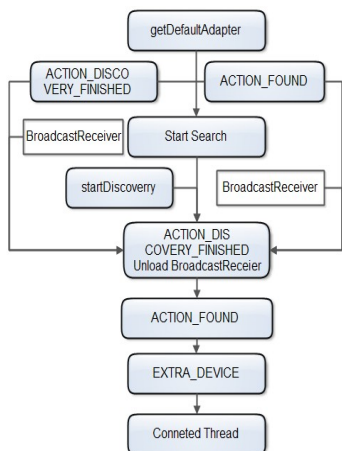 getDefaultAdapter
ACTION_DISCO
VERY_FINISHED
ACTION_FOUND
BroadcastReceiver
Start Search
startDiscoverry
BroadcastReceiver
ACTION_DIS
COVERY_FINISHED
Unload BroadcastReceier
ACTION_FOUND
EXTRA_DEVICE
Conneted Thread